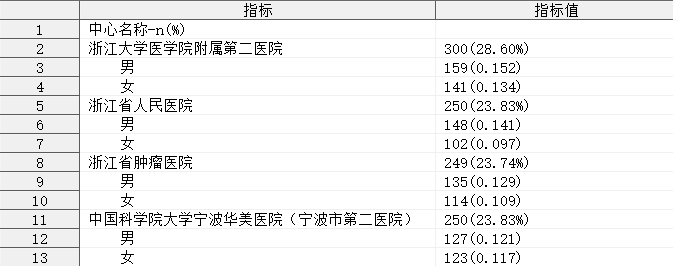 指标 指标值
1 中心名称-n(%)
2 浙江大学医学院附属第二医院 300(28.60%)
3 男 159(0.152)
4 女 141(0.134)
5 浙江省人民医院 250(23.83%)
6 男 148(0.141)
7 女 102(0.097)
8 浙江省肿瘤医院 249(23.74%)
9 男 135(0.129)
10 女 114(0.109)
11 中国科学院大学宁波华美医院（宁波市第二医院） 250(23.83%)
12 男 127(0.121)
13 女 123(0.117)